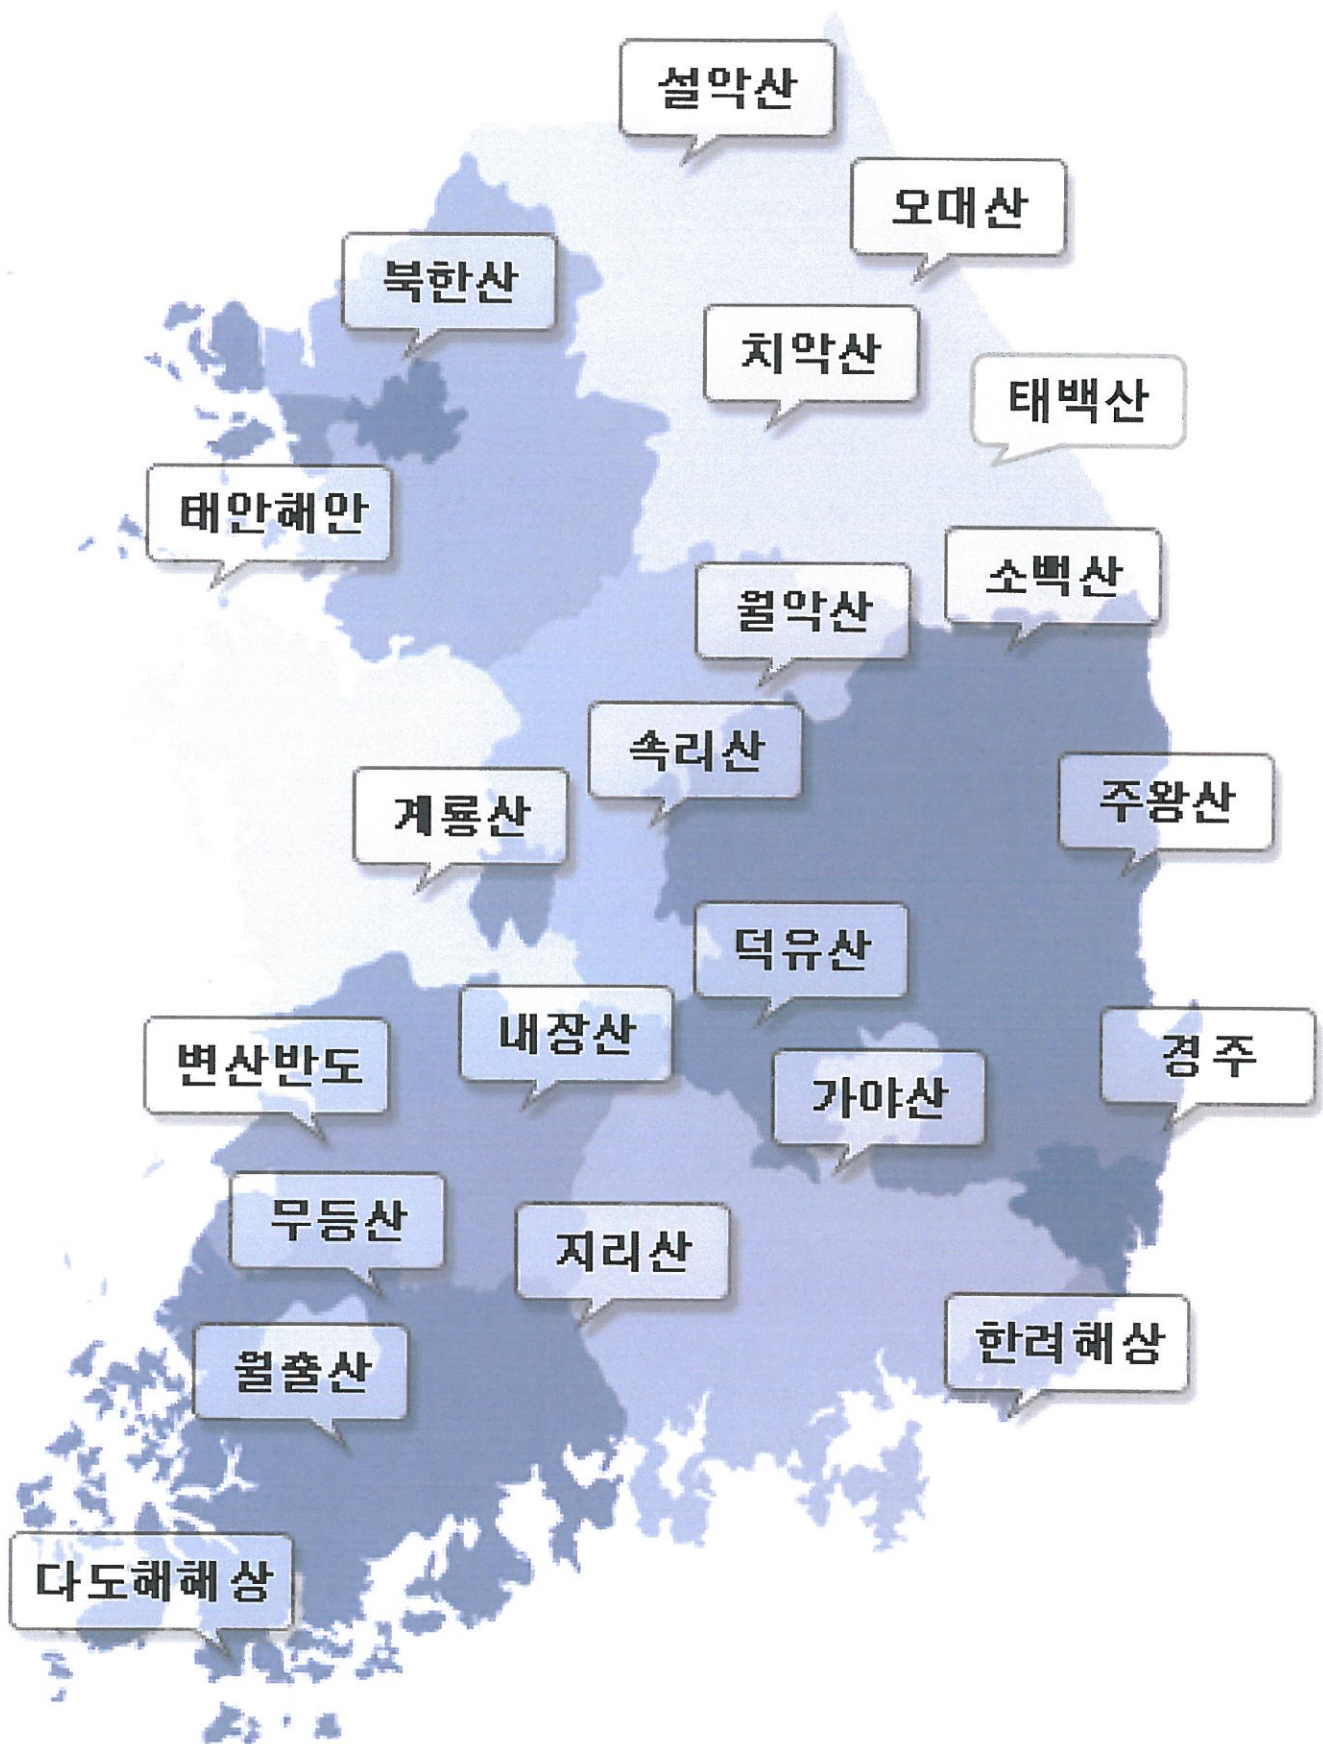 설악산
오대산
북한산
치악산
태백산
태안해안
소백산
월악산
속리산
주왕산
계룡산
덕유산
내장산
경주
변산반도
가야산
무등산
지리산
한려해상
월출산
다도해해상